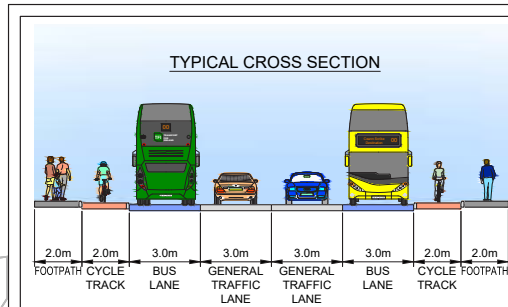 TYPICAL CROSS SECTION
2.0m 2.0m 3.0m 3.0m 3.0m 3.0m 2.0m 2.0m
FOOTPATH CYCLE TRACK BUS LANE GENERAL TRAFFIC LANE GENERAL TRAFFIC LANE BUS LANE CYCLE TRACK FOOTPATH